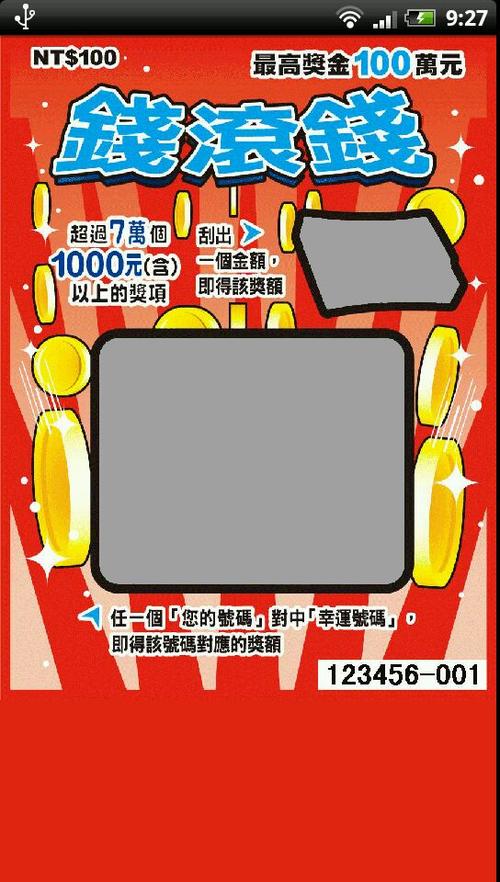 9:27
NT$100
最高獎金100萬元
錢滾錢
超過7萬個
1000元(含)
以上的獎項
刮出
一個金額，
即得該獎額
任一個「您的號碼」對中「幸運號碼」，
即得該號碼對應的獎額
123456-001